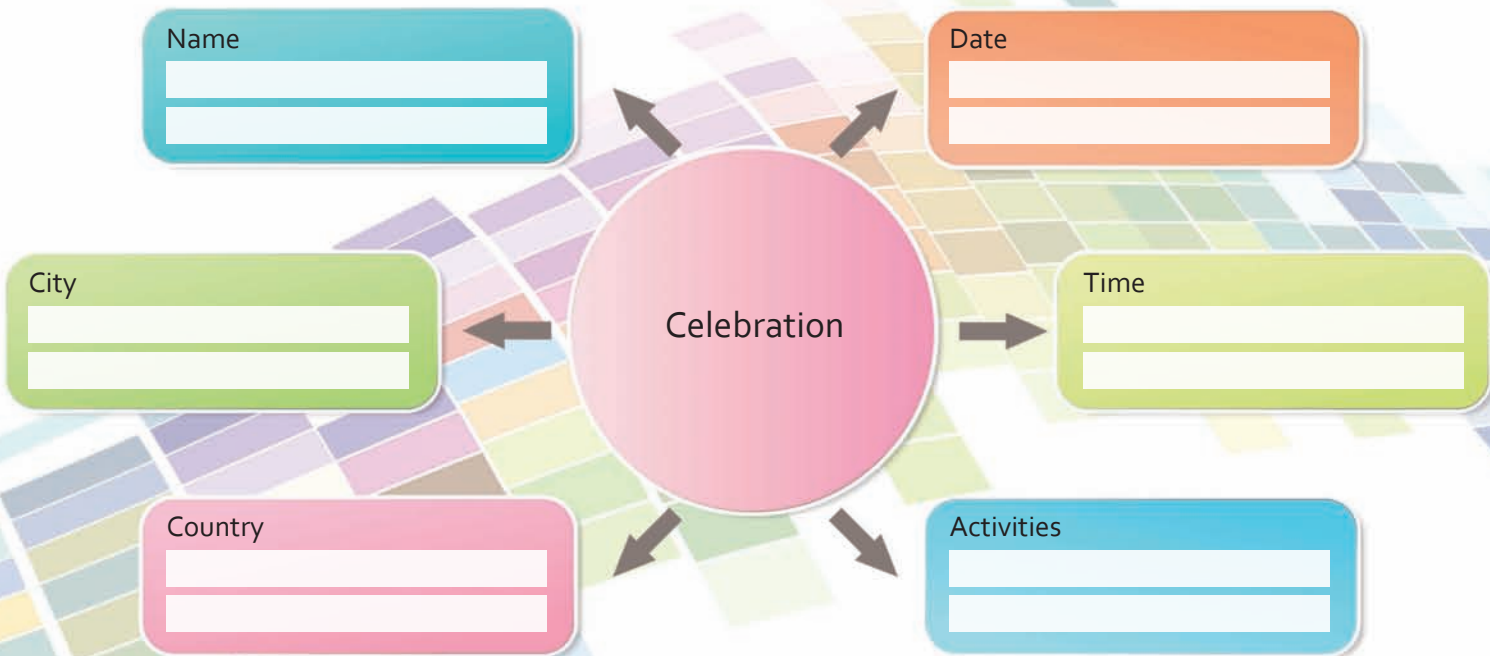 Name
Date
City
Celebration
Time
Country
Activities